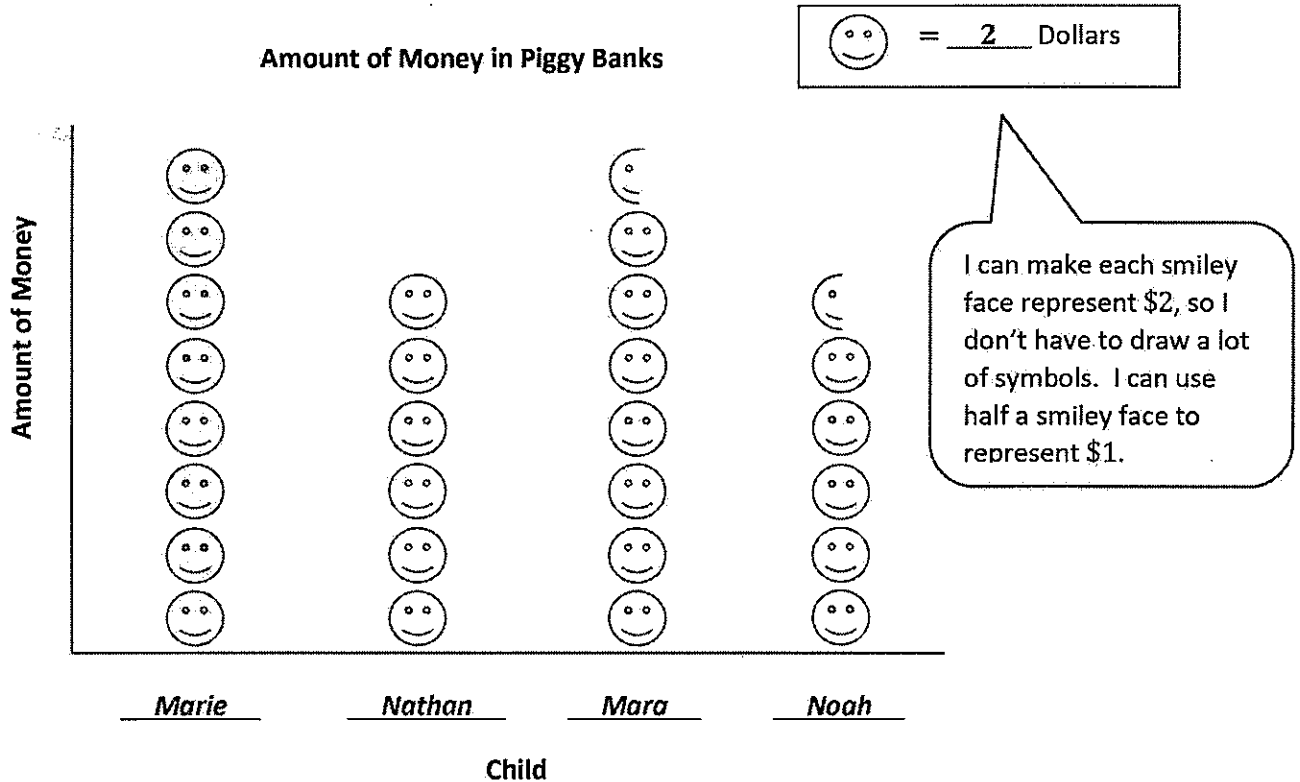 = 2 Dollars
Amount of Money in Piggy Banks
Amount of Money
I can make each smiley
face represent $2, so I
don't have to draw a lot
of symbols. I can use
half a smiley face to
represent $1.
Marie Nathan Mara Noah
Child